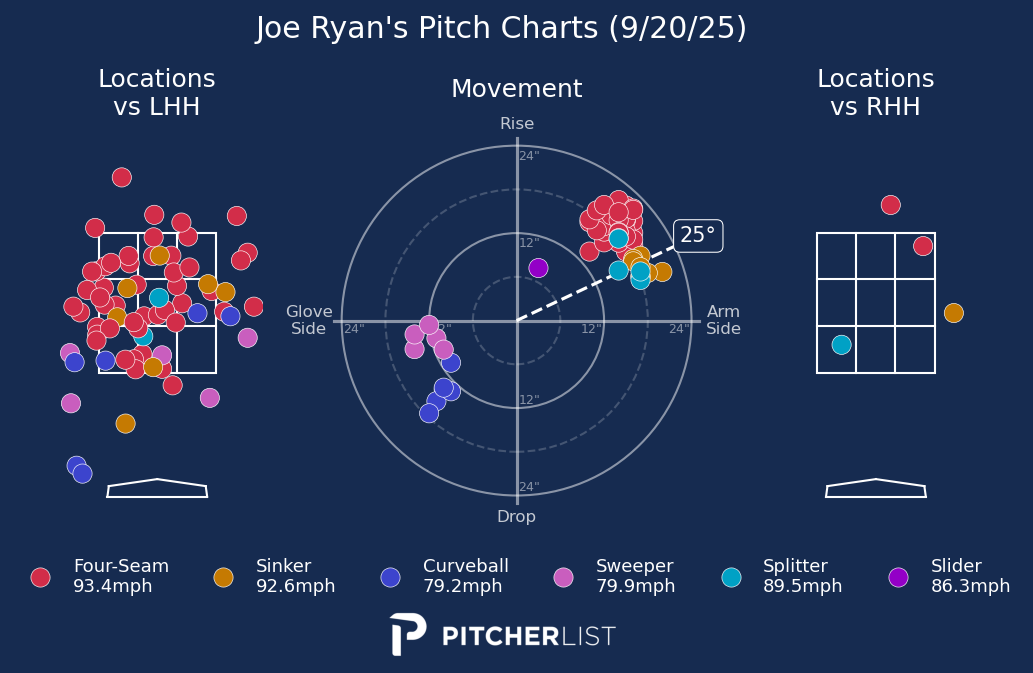 Joe Ryan's Pitch Charts (9/20/25)
Locations
vs LHH
Movement
Locations
vs RHH
Rise
24"
12"
25°
Glove
Side
24"
2"
12"
24"
Arm
Side
12"
24"
Drop
Four-Seam
93.4mph
Sinker
92.6mph
Curveball
79.2mph
Sweeper
79.9mph
Splitter
89.5mph
Slider
86.3mph
PITCHERLIST